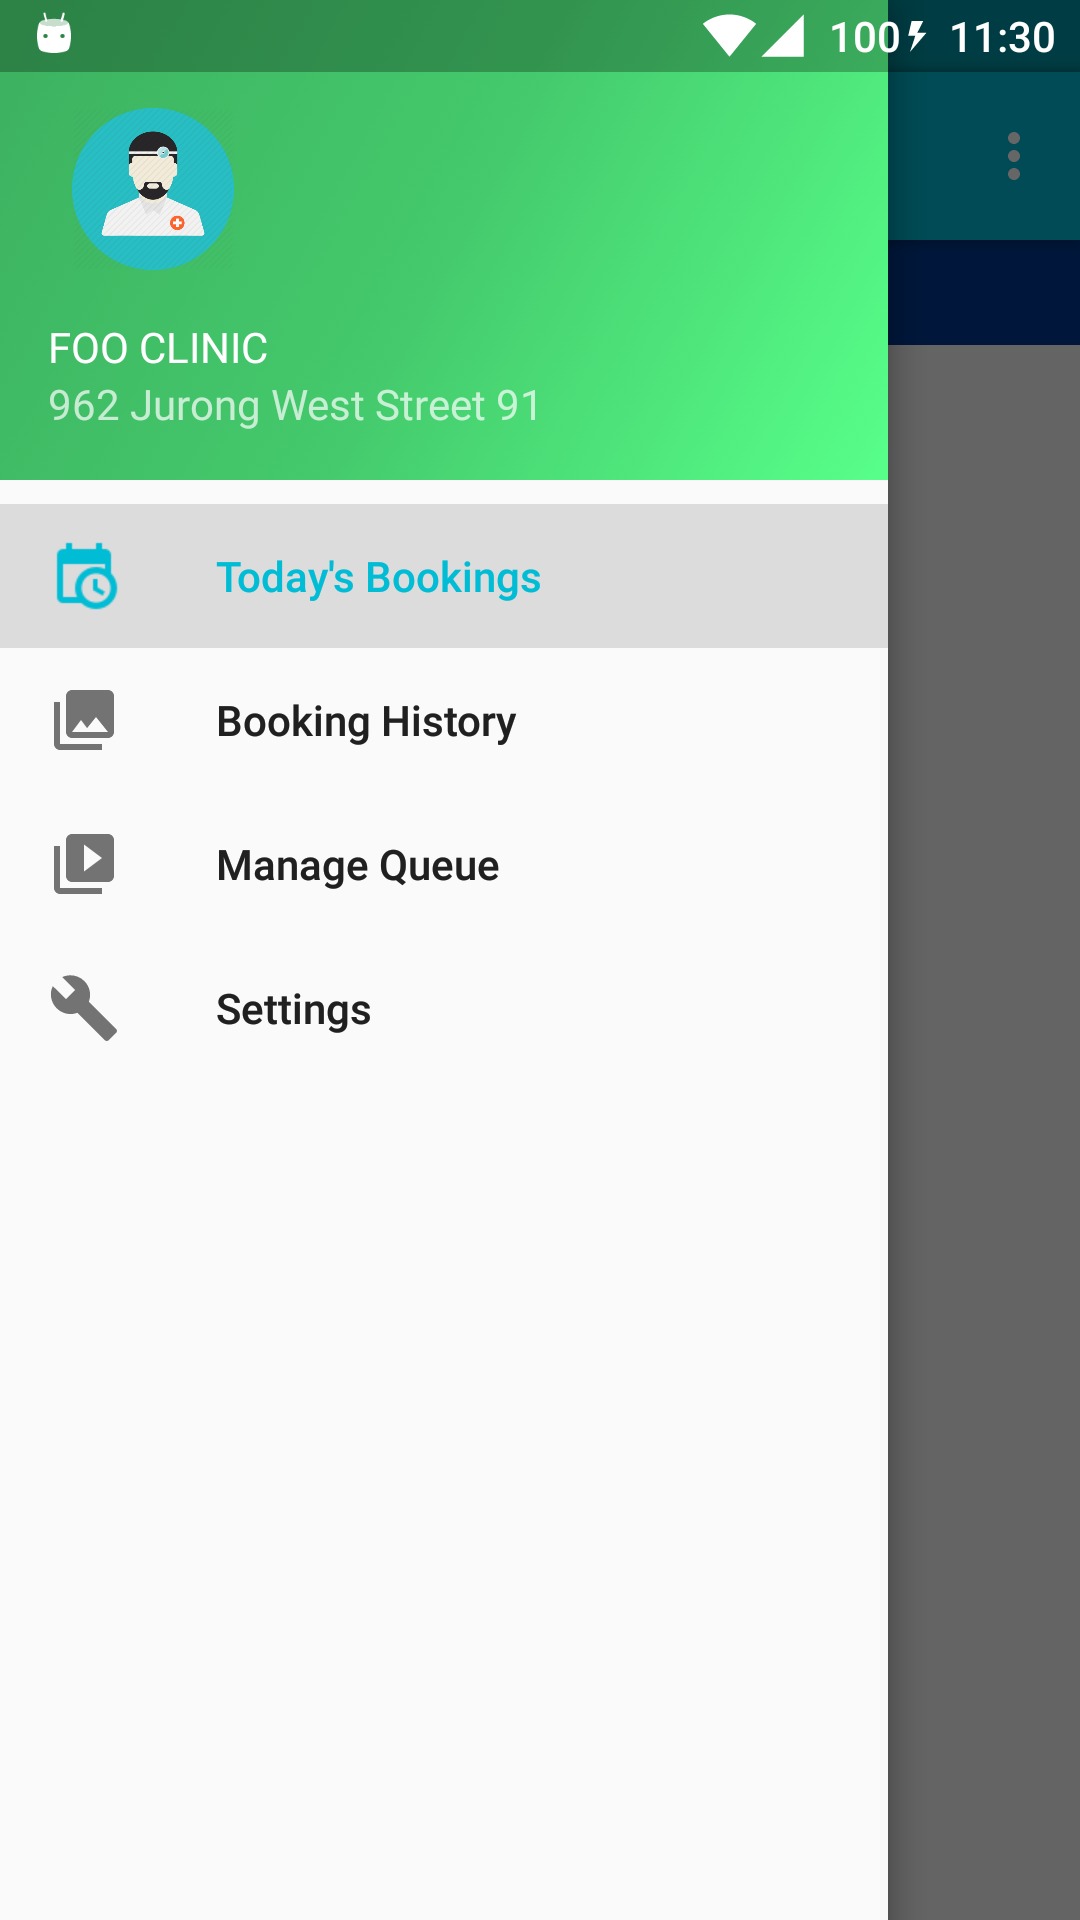 100 11:30
FOO CLINIC
962 Jurong West Street 91
Today's Bookings
Booking History
Manage Queue
Settings